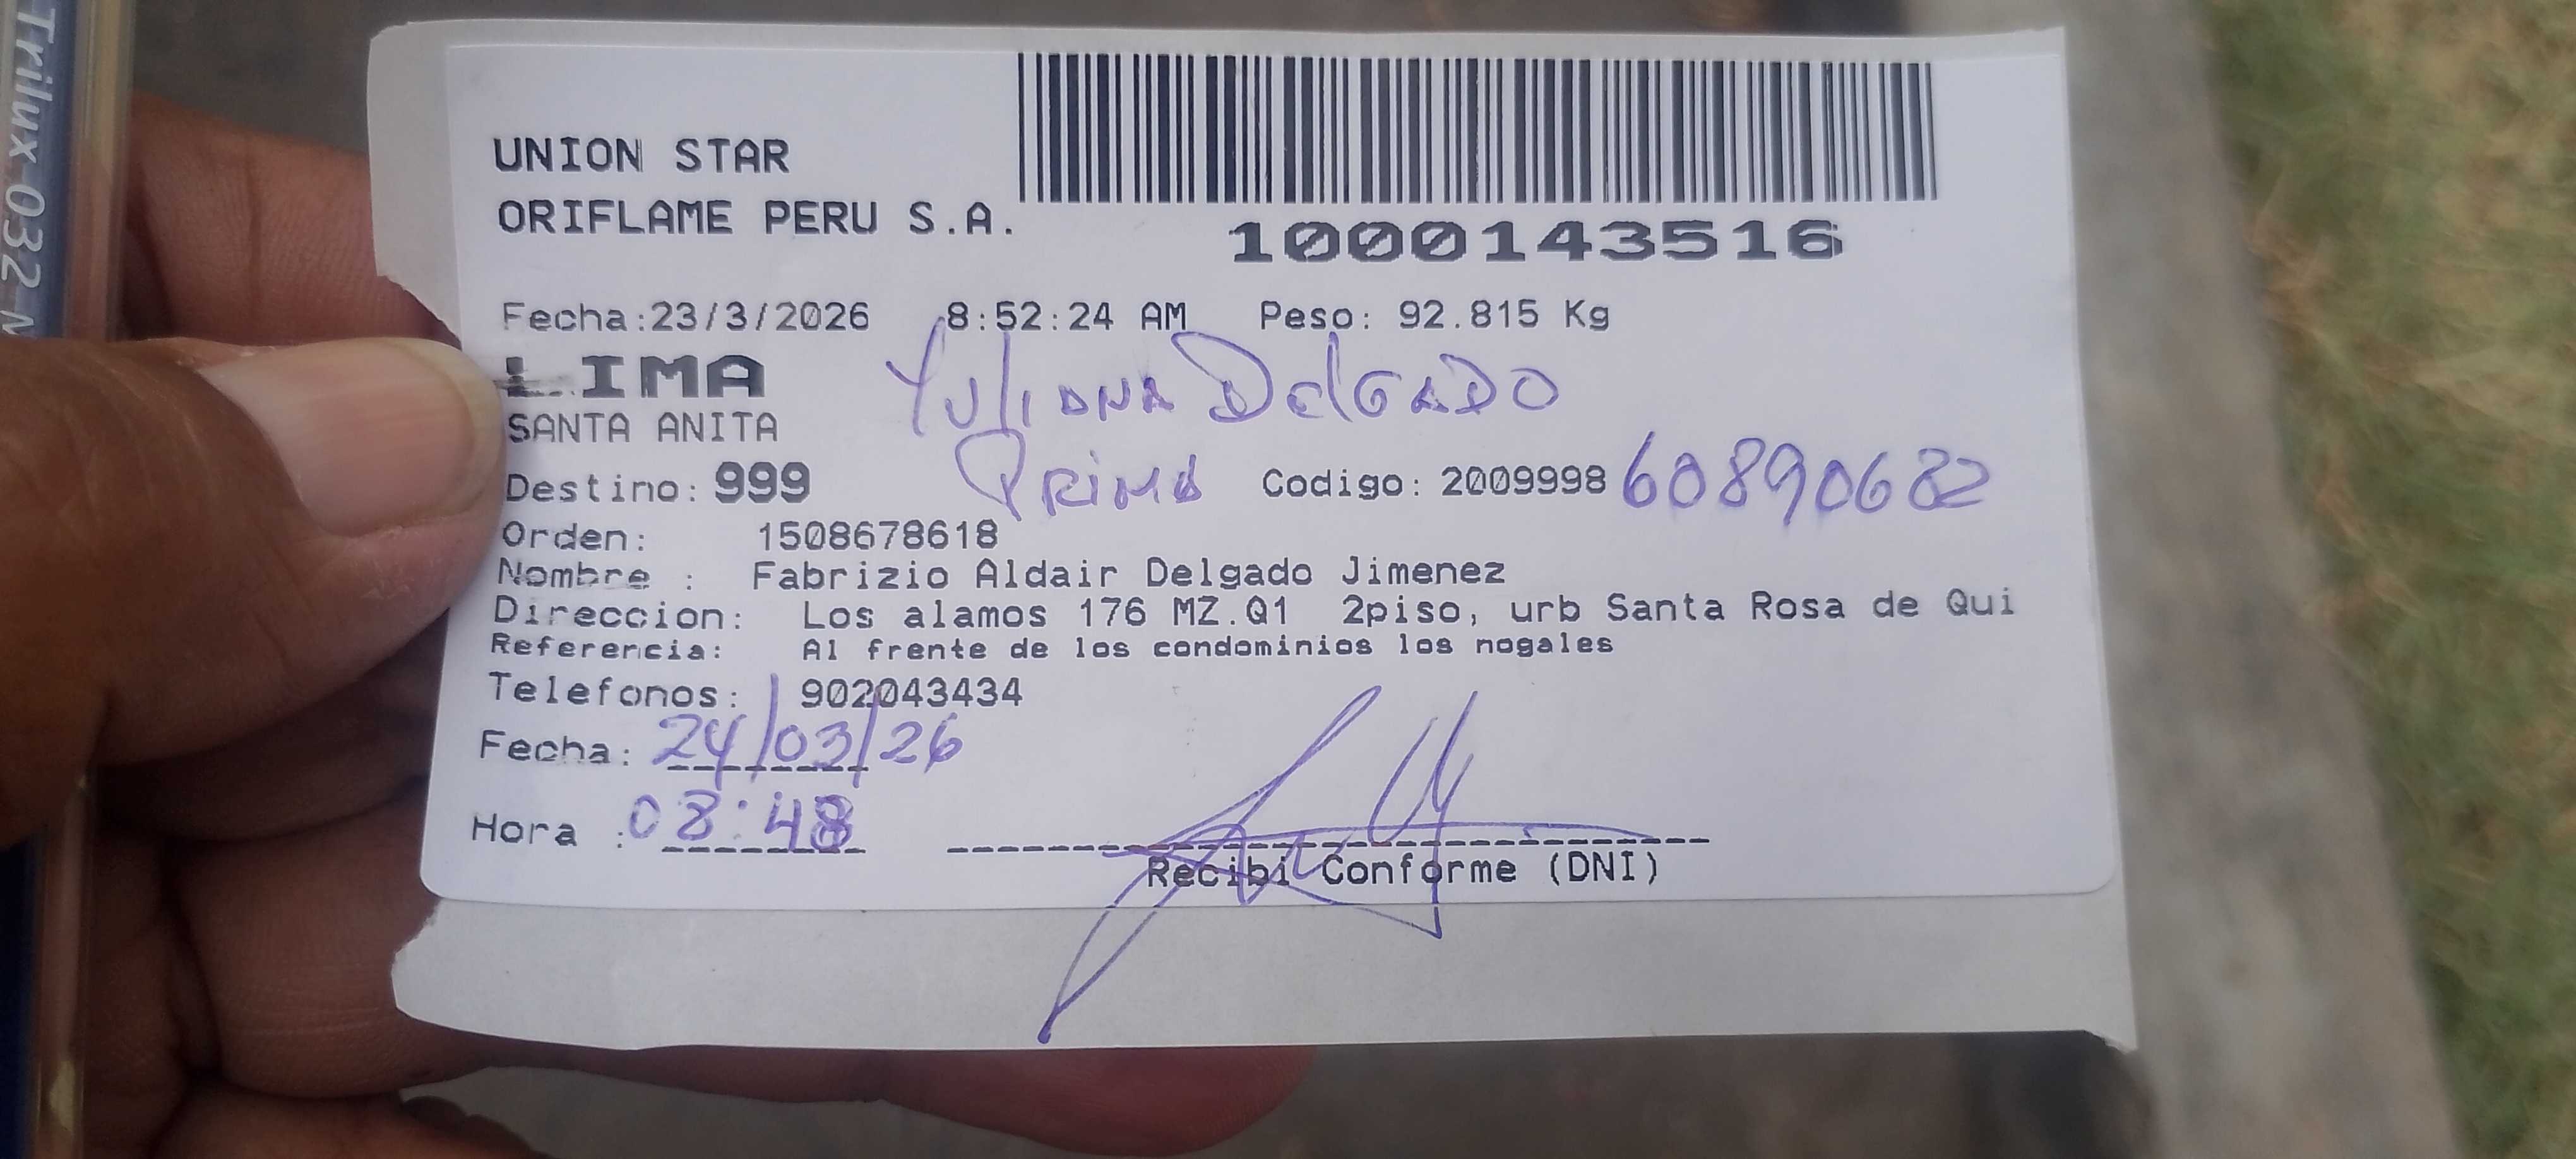 Trilux 032 M
UNION STAR
ORIFLAME PERU S.A.
1000143516
Fecha:23/3/2026 8:52:24 AM Peso: 92.815 Kg
LIMA
Yuliana Delgado
SANTA ANITA
Destino: 999 Prima Codigo: 2009998 60890682
Orden: 1508678618
Nombre : Fabrizio Aldair Delgado Jimenez
Direccion: Los alamos 176 MZ.Q1 2piso, urb Santa Rosa de Qui
Referencia: Al frente de los condominios los nogales
Telefonos: 902043434
Fecha: 24/03/26
Hora : 08:48
Recibi Conforme (DNI)